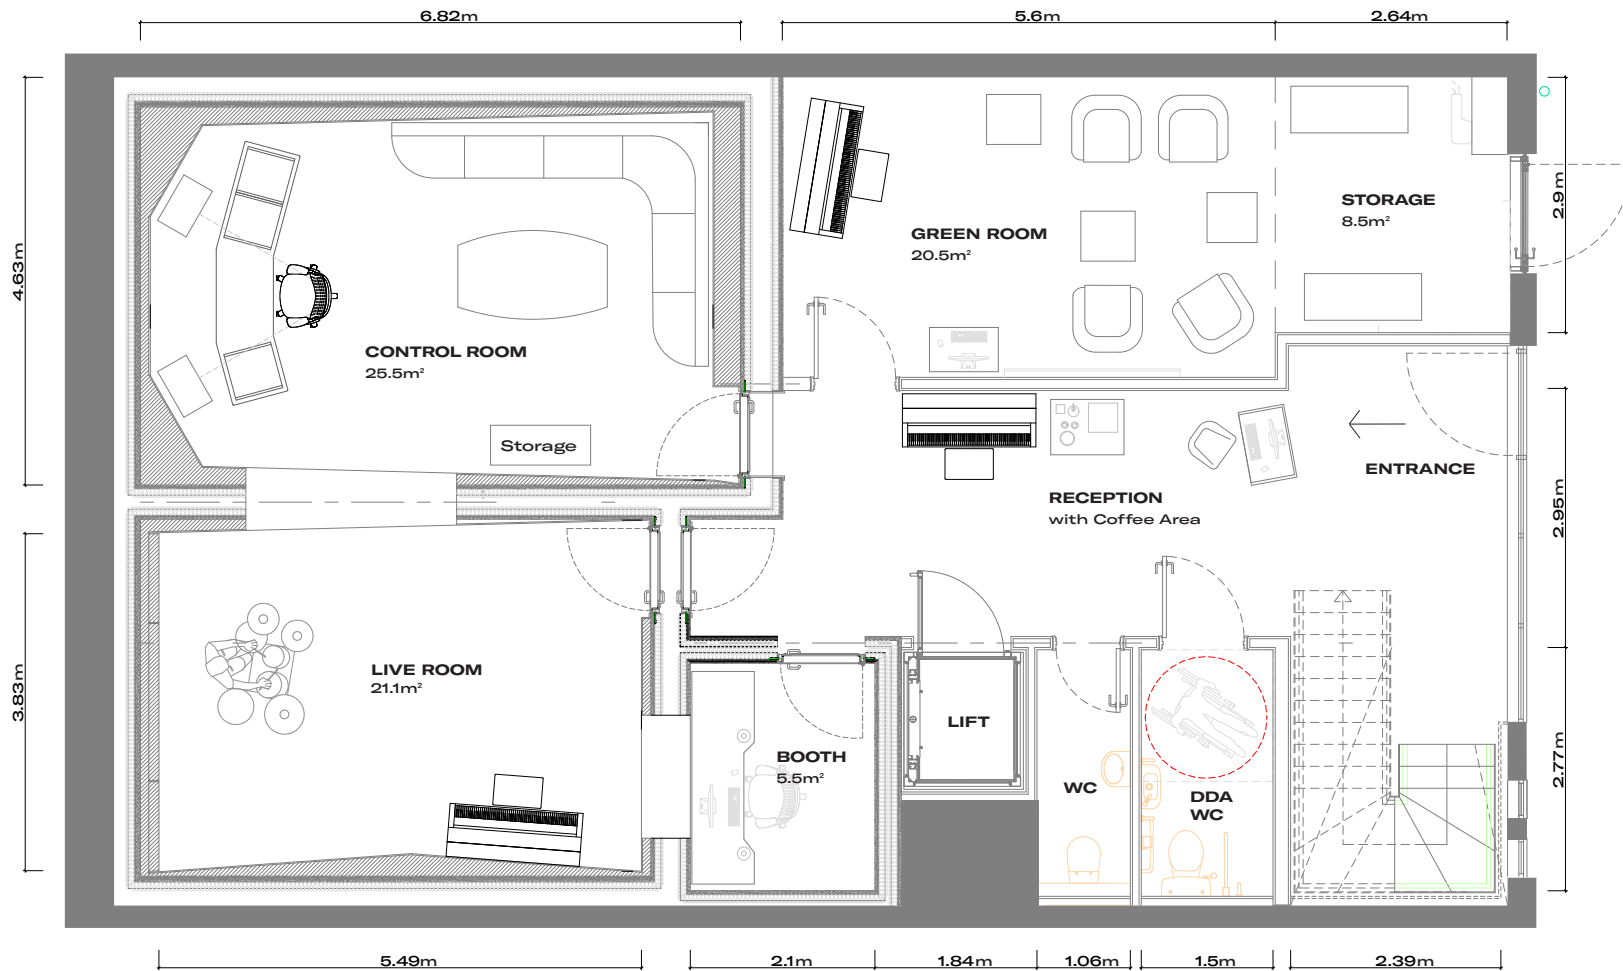 6.82m
5.6m
2.64m
4.63m
3.83m
2.9m
2.95m
2.77m
CONTROL ROOM
25.5m²
Storage
GREEN ROOM
20.5m²
STORAGE
8.5m²
ENTRANCE
RECEPTION
with Coffee Area
LIVE ROOM
21.1m²
BOOTH
5.5m²
LIFT
WC
DDA
WC
5.49m
2.1m
1.84m
1.06m
1.5m
2.39m